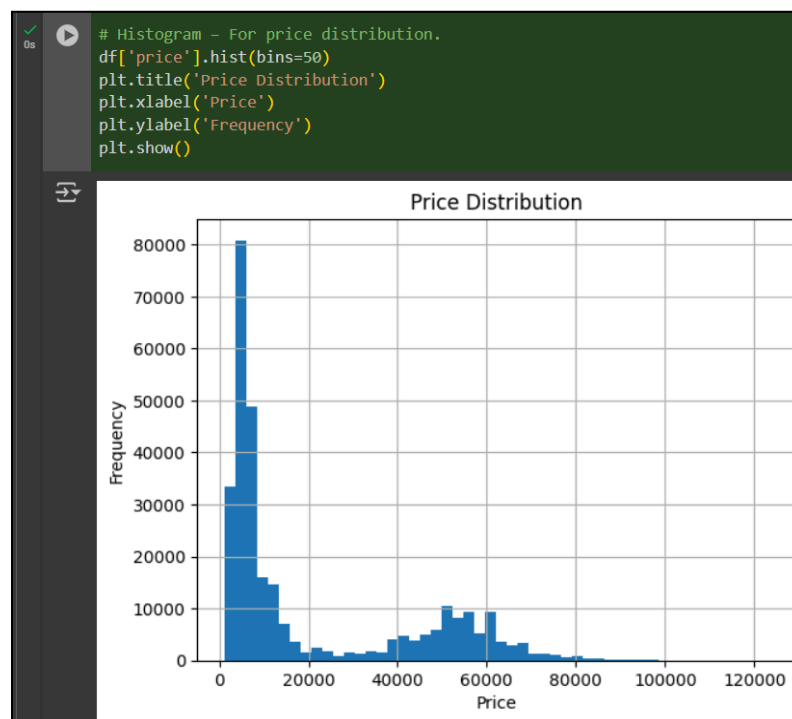 0s
# Histogram – For price distribution.
df['price'].hist(bins=50)
plt.title('Price Distribution')
plt.xlabel('Price')
plt.ylabel('Frequency')
plt.show()
Price Distribution
80000
70000
60000
50000
40000
30000
20000
10000
0
Frequency
0 20000 40000 60000 80000 100000 120000
Price